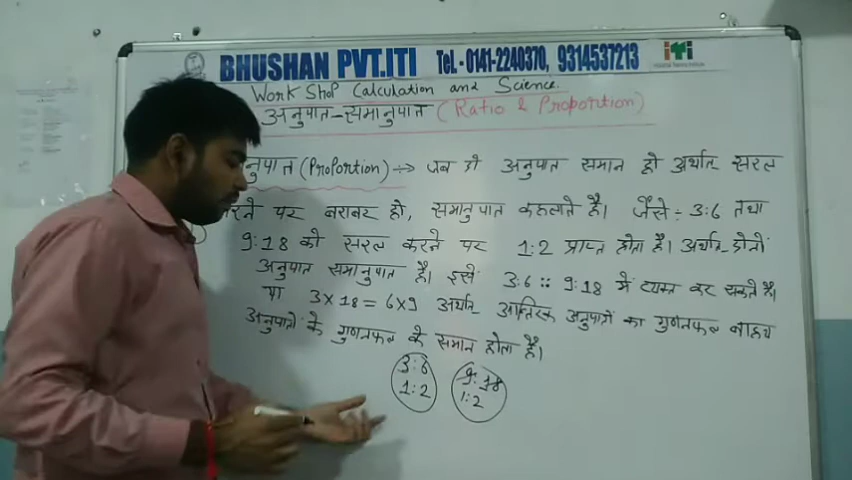 BHUSHAN PVT.ITI TeL - 0141-2240370, 9314537213 iTi
Work Shop Calculation and Science.
अनुपात-समानुपात (Ratio & Proportion)
नुपात (Proportion) ÷→ जब दो अनुपात समान हो अर्थात सरल
करने पर बराबर हो, समानुपात कहलाते है। जैसे ÷ 3:6 तथा
9:18 को सरल करने पर 1:2 प्राप्त होता है। अर्थात दोनों
अनुपात समानुपात है। इसे 3:6 :: 9:18 में व्यक्त कर सकते है।
या 3×18 = 6×9 अर्थात आन्तरिक अनुपातों का गुणनफल बाह्य
अनुपातो के गुणनफल के समान होता है।
3:6 9:18
1:2 1:2